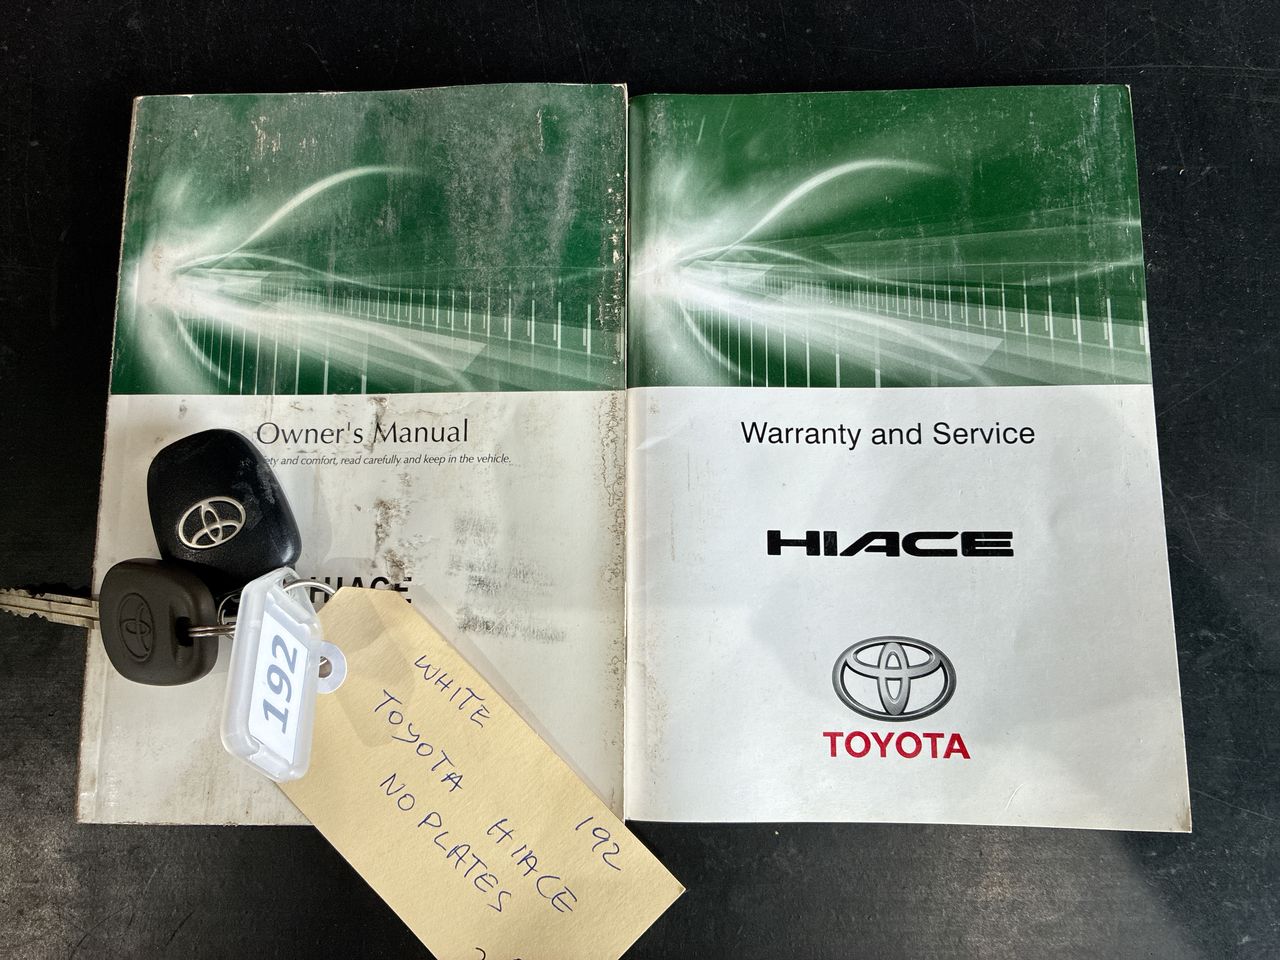 Owner's Manual
ety and comfort, read carefully and keep in the vehicle.
HIACE
Warranty and Service
HIACE
TOYOTA
192
WHITE
TOYOTA HIACE
NO PLATES
192